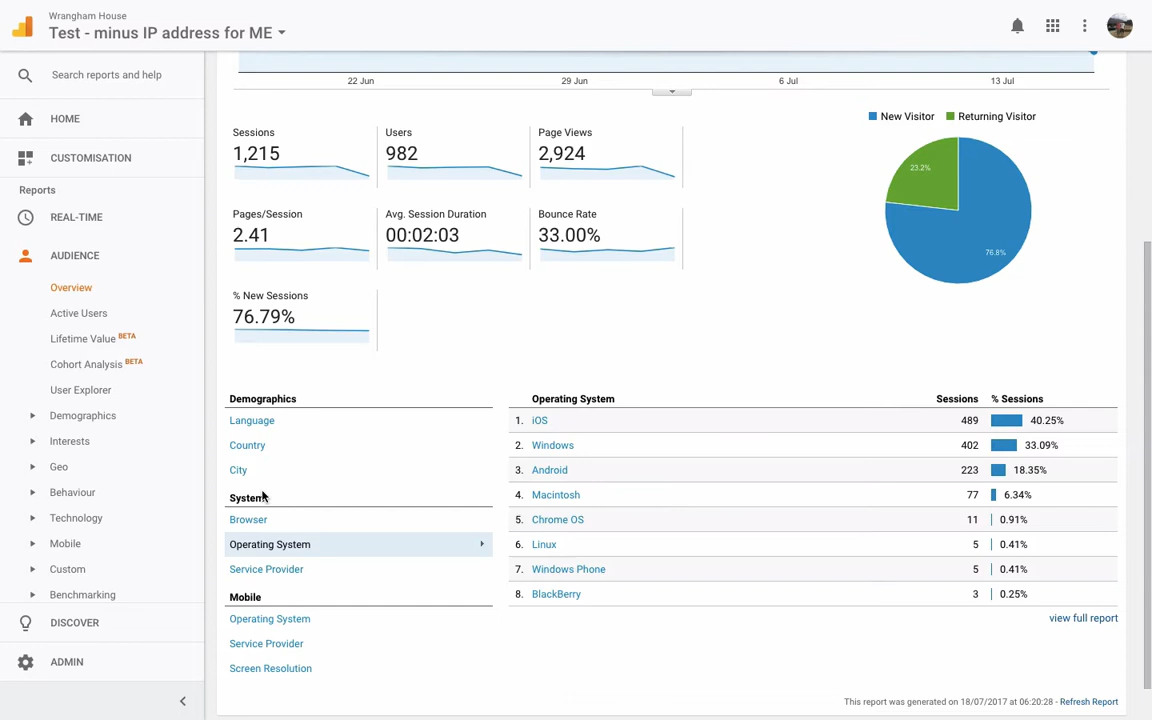 Wrangham House
Test - minus IP address for ME
Search reports and help
HOME
CUSTOMISATION
Reports
REAL-TIME
AUDIENCE
Overview
Active Users
Lifetime Value BETA
Cohort Analysis BETA
User Explorer
Demographics
Interests
Geo
Behaviour
Technology
Mobile
Custom
Benchmarking
DISCOVER
ADMIN
22 Jun 29 Jun 6 Jul 13 Jul
Sessions Users Page Views
1,215 982 2,924
Pages/Session Avg. Session Duration Bounce Rate
2.41 00:02:03 33.00%
% New Sessions
76.79%
New Visitor Returning Visitor
23.2%
76.8%
Demographics
Language
Country
City
System
Browser
Operating System
Service Provider
Mobile
Operating System
Service Provider
Screen Resolution
Operating System Sessions % Sessions
1. iOS 489 40.25%
2. Windows 402 33.09%
3. Android 223 18.35%
4. Macintosh 77 6.34%
5. Chrome OS 11 0.91%
6. Linux 5 0.41%
7. Windows Phone 5 0.41%
8. BlackBerry 3 0.25%
view full report
This report was generated on 18/07/2017 at 06:20:28 - Refresh Report